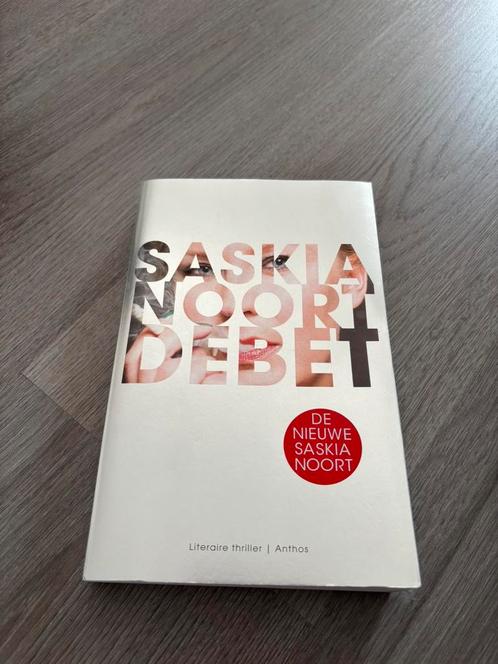 SASKIA
NOORT
DEBET
DE
NIEUWE
SASKIA
NOORT
Literaire thriller | Anthos